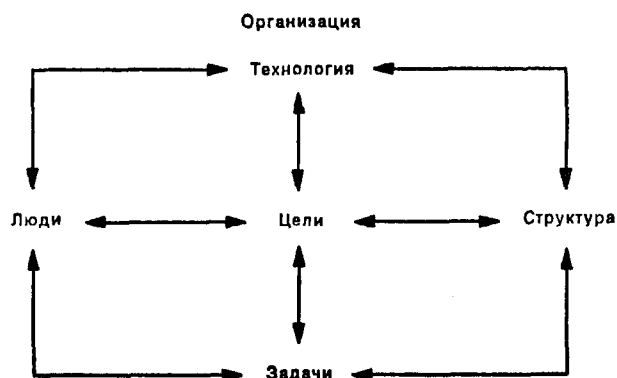 Организация
Технология
Люди
Цели
Структура
Задачи